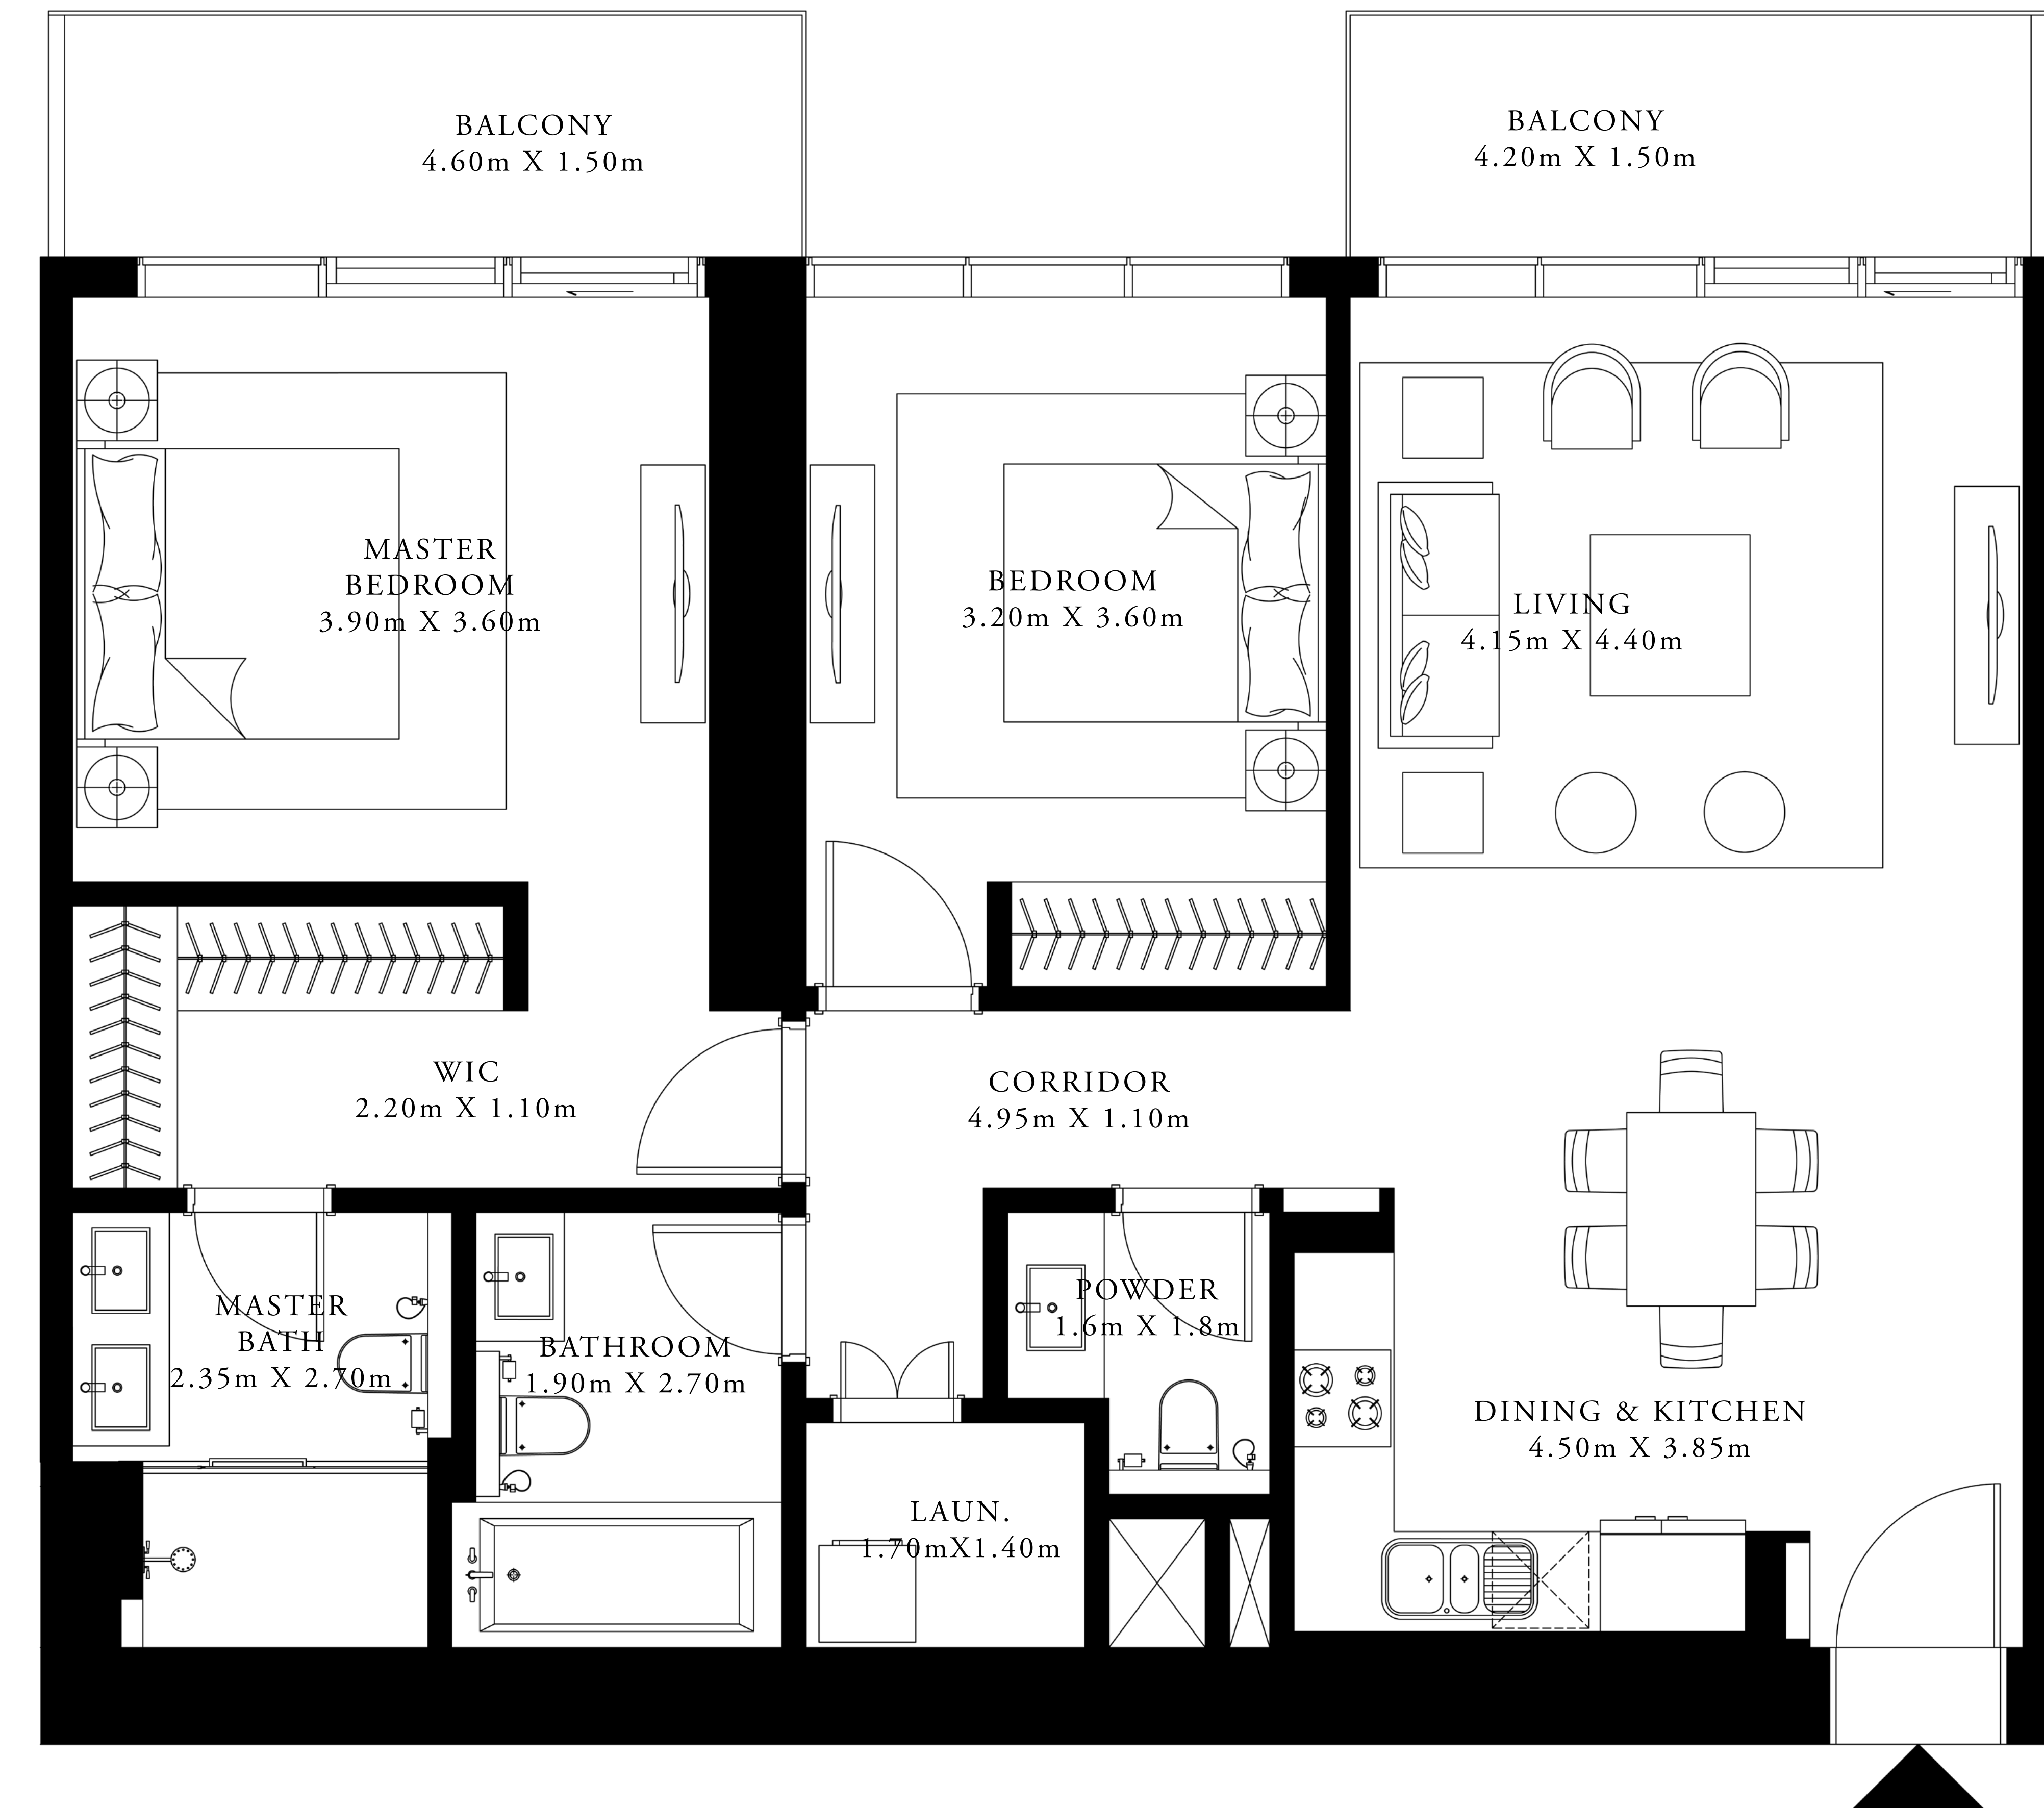 BALCONY
4.60m X 1.50m
BALCONY
4.20m X 1.50m
MASTER
BEDROOM
3.90m X 3.60m
BEDROOM
3.20m X 3.60m
LIVING
4.15m X 4.40m
WIC
2.20m X 1.10m
CORRIDOR
4.95m X 1.10m
MASTER
BATH
2.35m X 2.70m
BATHROOM
1.90m X 2.70m
POWDER
1.6m X 1.8m
DINING & KITCHEN
4.50m X 3.85m
LAUN.
1.70mX1.40m